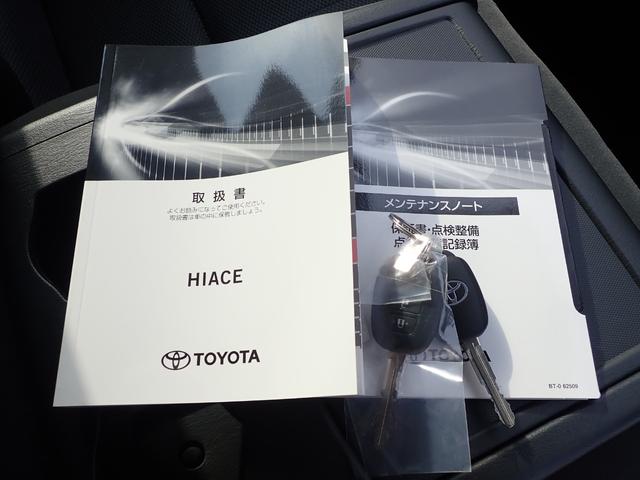 取扱書
よくお読みになってご使用ください。
取扱書は車の中に保管しましょう。
HIACE
TOYOTA
メンテナンスノート
保証書・点検整備
点 記録簿
BT-0 62509